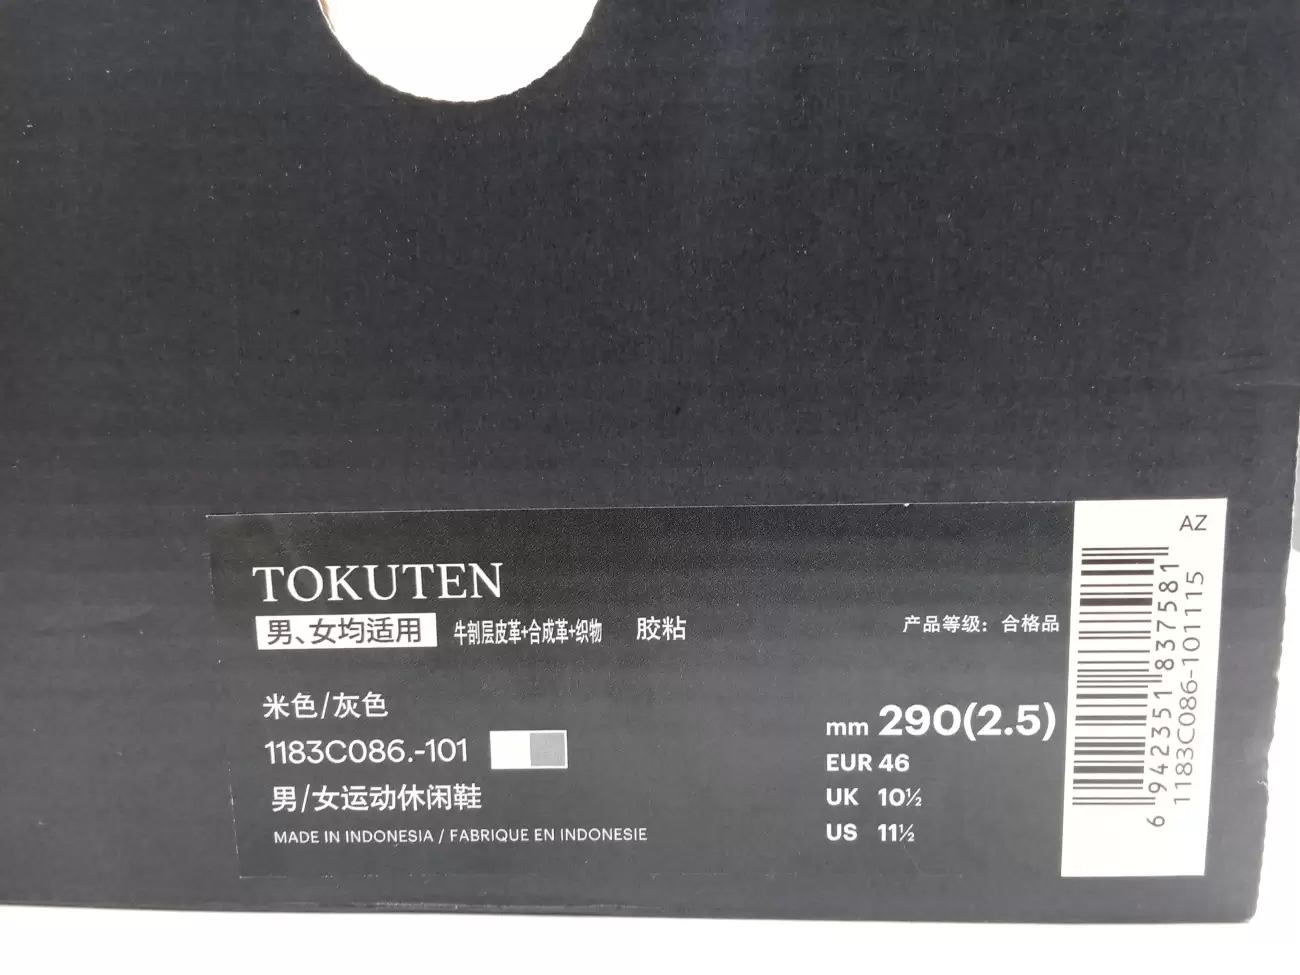 TOKUTEN
男、女均适用 牛剖层皮革+合成革+织物 胶粘
产品等级：合格品
米色/灰色
1183C086.-101
男/女运动休闲鞋
MADE IN INDONESIA / FABRIQUE EN INDONESIE
mm 290(2.5)
EUR 46
UK 10½
US 11½
AZ
6 942351 837581
1183C086-101115